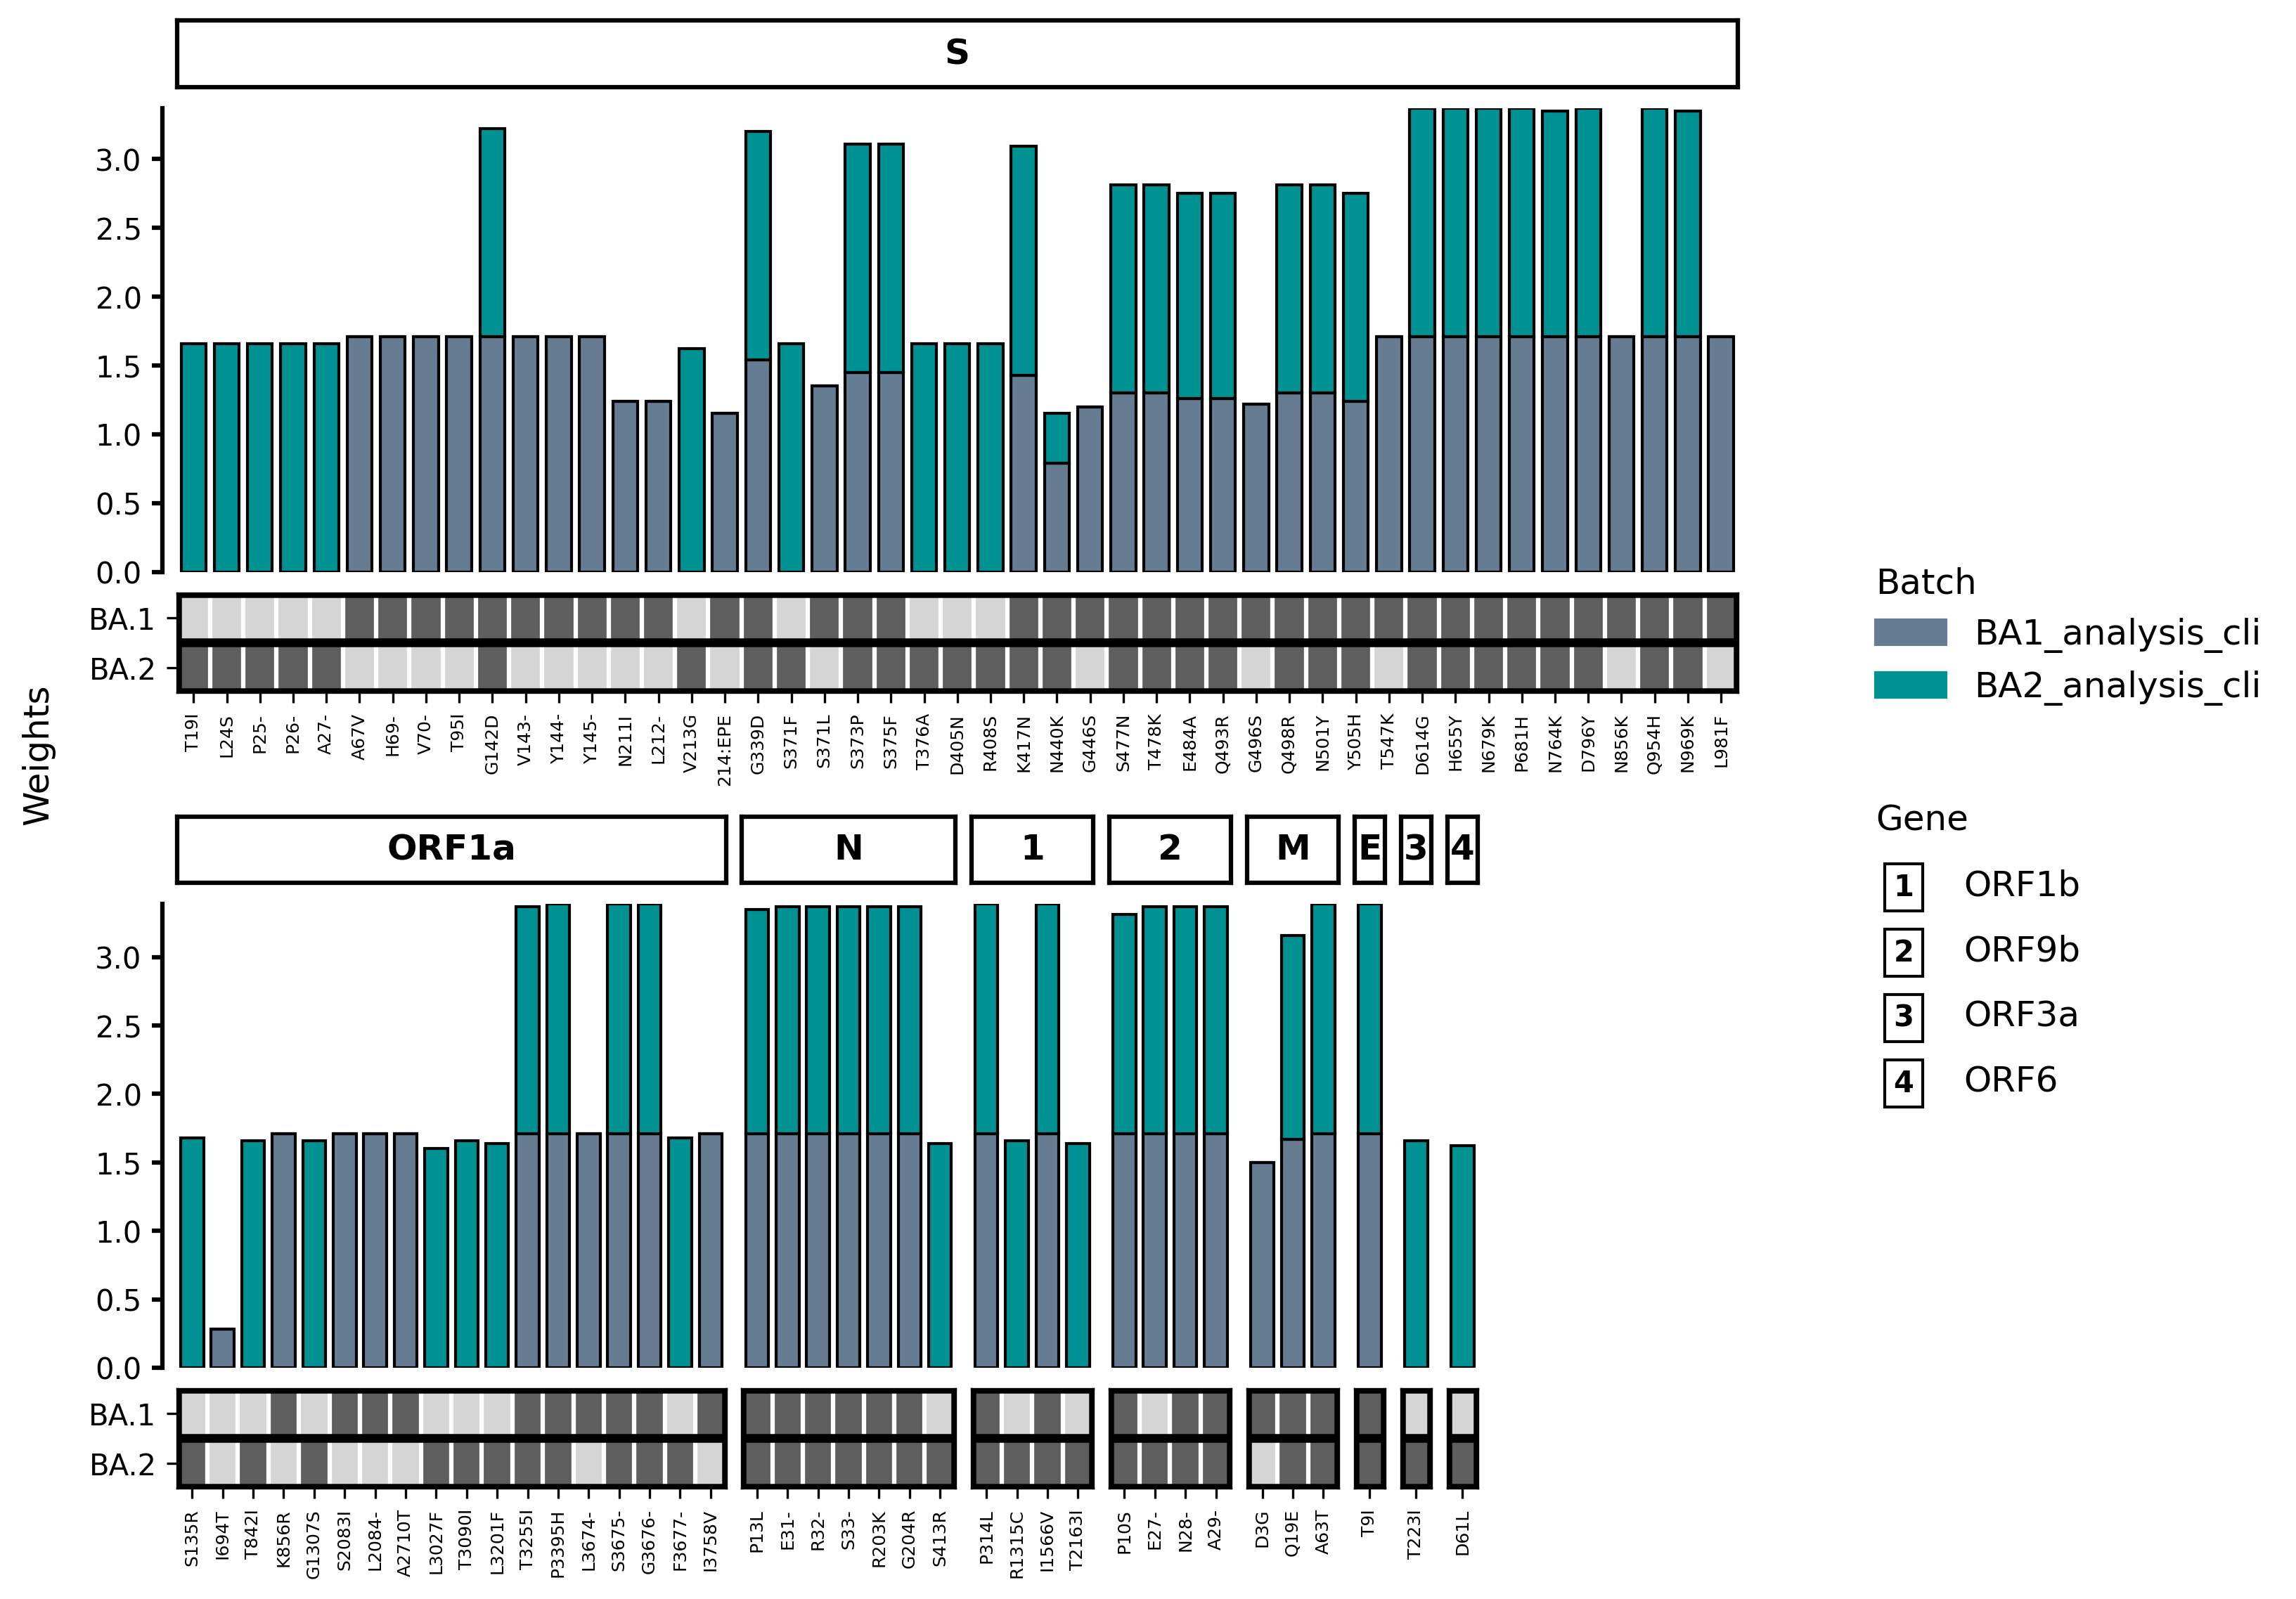 S
Weights
3.0
2.5
2.0
1.5
1.0
0.5
0.0
BA.1
BA.2
T19I L24S P25- P26- A27- A67V H69- V70- T95I G142D V143- Y144- Y145- N211I L212- V213G 214:EPE G339D S371F S371L S373P S375F T376A D405N R408S K417N N440K G446S S477N T478K E484A Q493R G496S Q498R N501Y Y505H T547K D614G H655Y N679K P681H N764K D796Y N856K Q954H N969K L981F
ORF1a N 1 2 M E 3 4
3.0
2.5
2.0
1.5
1.0
0.5
0.0
BA.1
BA.2
S135R I694T T842I K856R G1307S S2083I L2084- A2710T L3027F T3090I L3201F T3255I P3395H L3674- S3675- G3676- F3677- I3758V P13L E31- R32- S33- R203K G204R S413R P314L R1315C I1566V T2163I P10S E27- N28- A29- D3G Q19E A63T T9I T223I D61L
Batch
BA1_analysis_cli
BA2_analysis_cli
Gene
1 ORF1b
2 ORF9b
3 ORF3a
4 ORF6